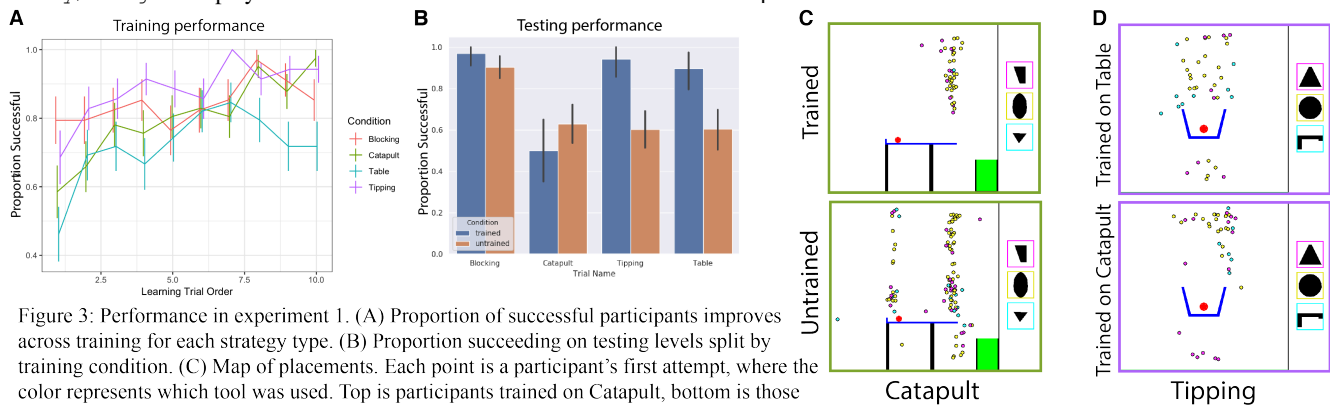 A
Training performance
Proportion Successful
1.0
0.8
0.6
0.4
2.5
5.0
7.5
10.0
Learning Trial Order
Condition
Blocking
Catapult
Table
Tipping
B
Testing performance
Proportion Successful
1.0
0.8
0.6
0.4
0.2
0.0
Condition
trained
untrained
Blocking
Catapult
Tipping
Table
Trial Name
C
Trained
Untrained
Catapult
D
Trained on Table
Trained on Catapult
Tipping
Figure 3: Performance in experiment 1. (A) Proportion of successful participants improves
across training for each strategy type. (B) Proportion succeeding on testing levels split by
training condition. (C) Map of placements. Each point is a participant's first attempt, where the
color represents which tool was used. Top is participants trained on Catapult, bottom is those